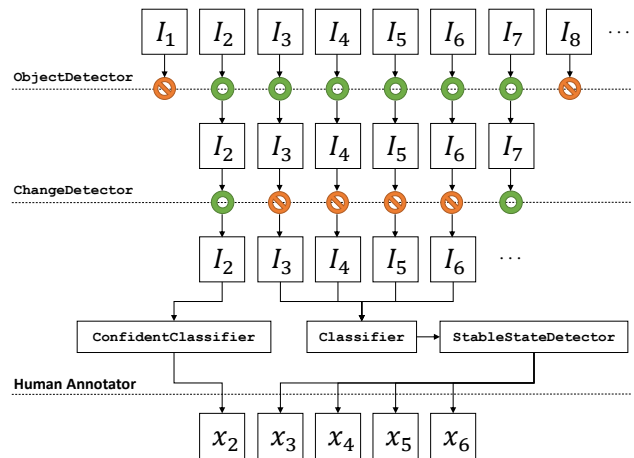 I₁ I₂ I₃ I₄ I₅ I₆ I₇ I₈ ...
ObjectDetector
I₂ I₃ I₄ I₅ I₆ I₇
ChangeDetector
I₂ I₃ I₄ I₅ I₆ ...
ConfidentClassifier Classifier StableStateDetector
Human Annotator
x₂ x₃ x₄ x₅ x₆